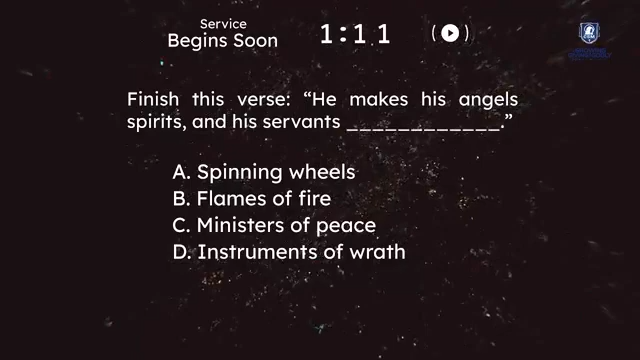 Service
Begins Soon
1:11
Finish this verse: “He makes his angels
spirits, and his servants ____________.”
A. Spinning wheels
B. Flames of fire
C. Ministers of peace
D. Instruments of wrath